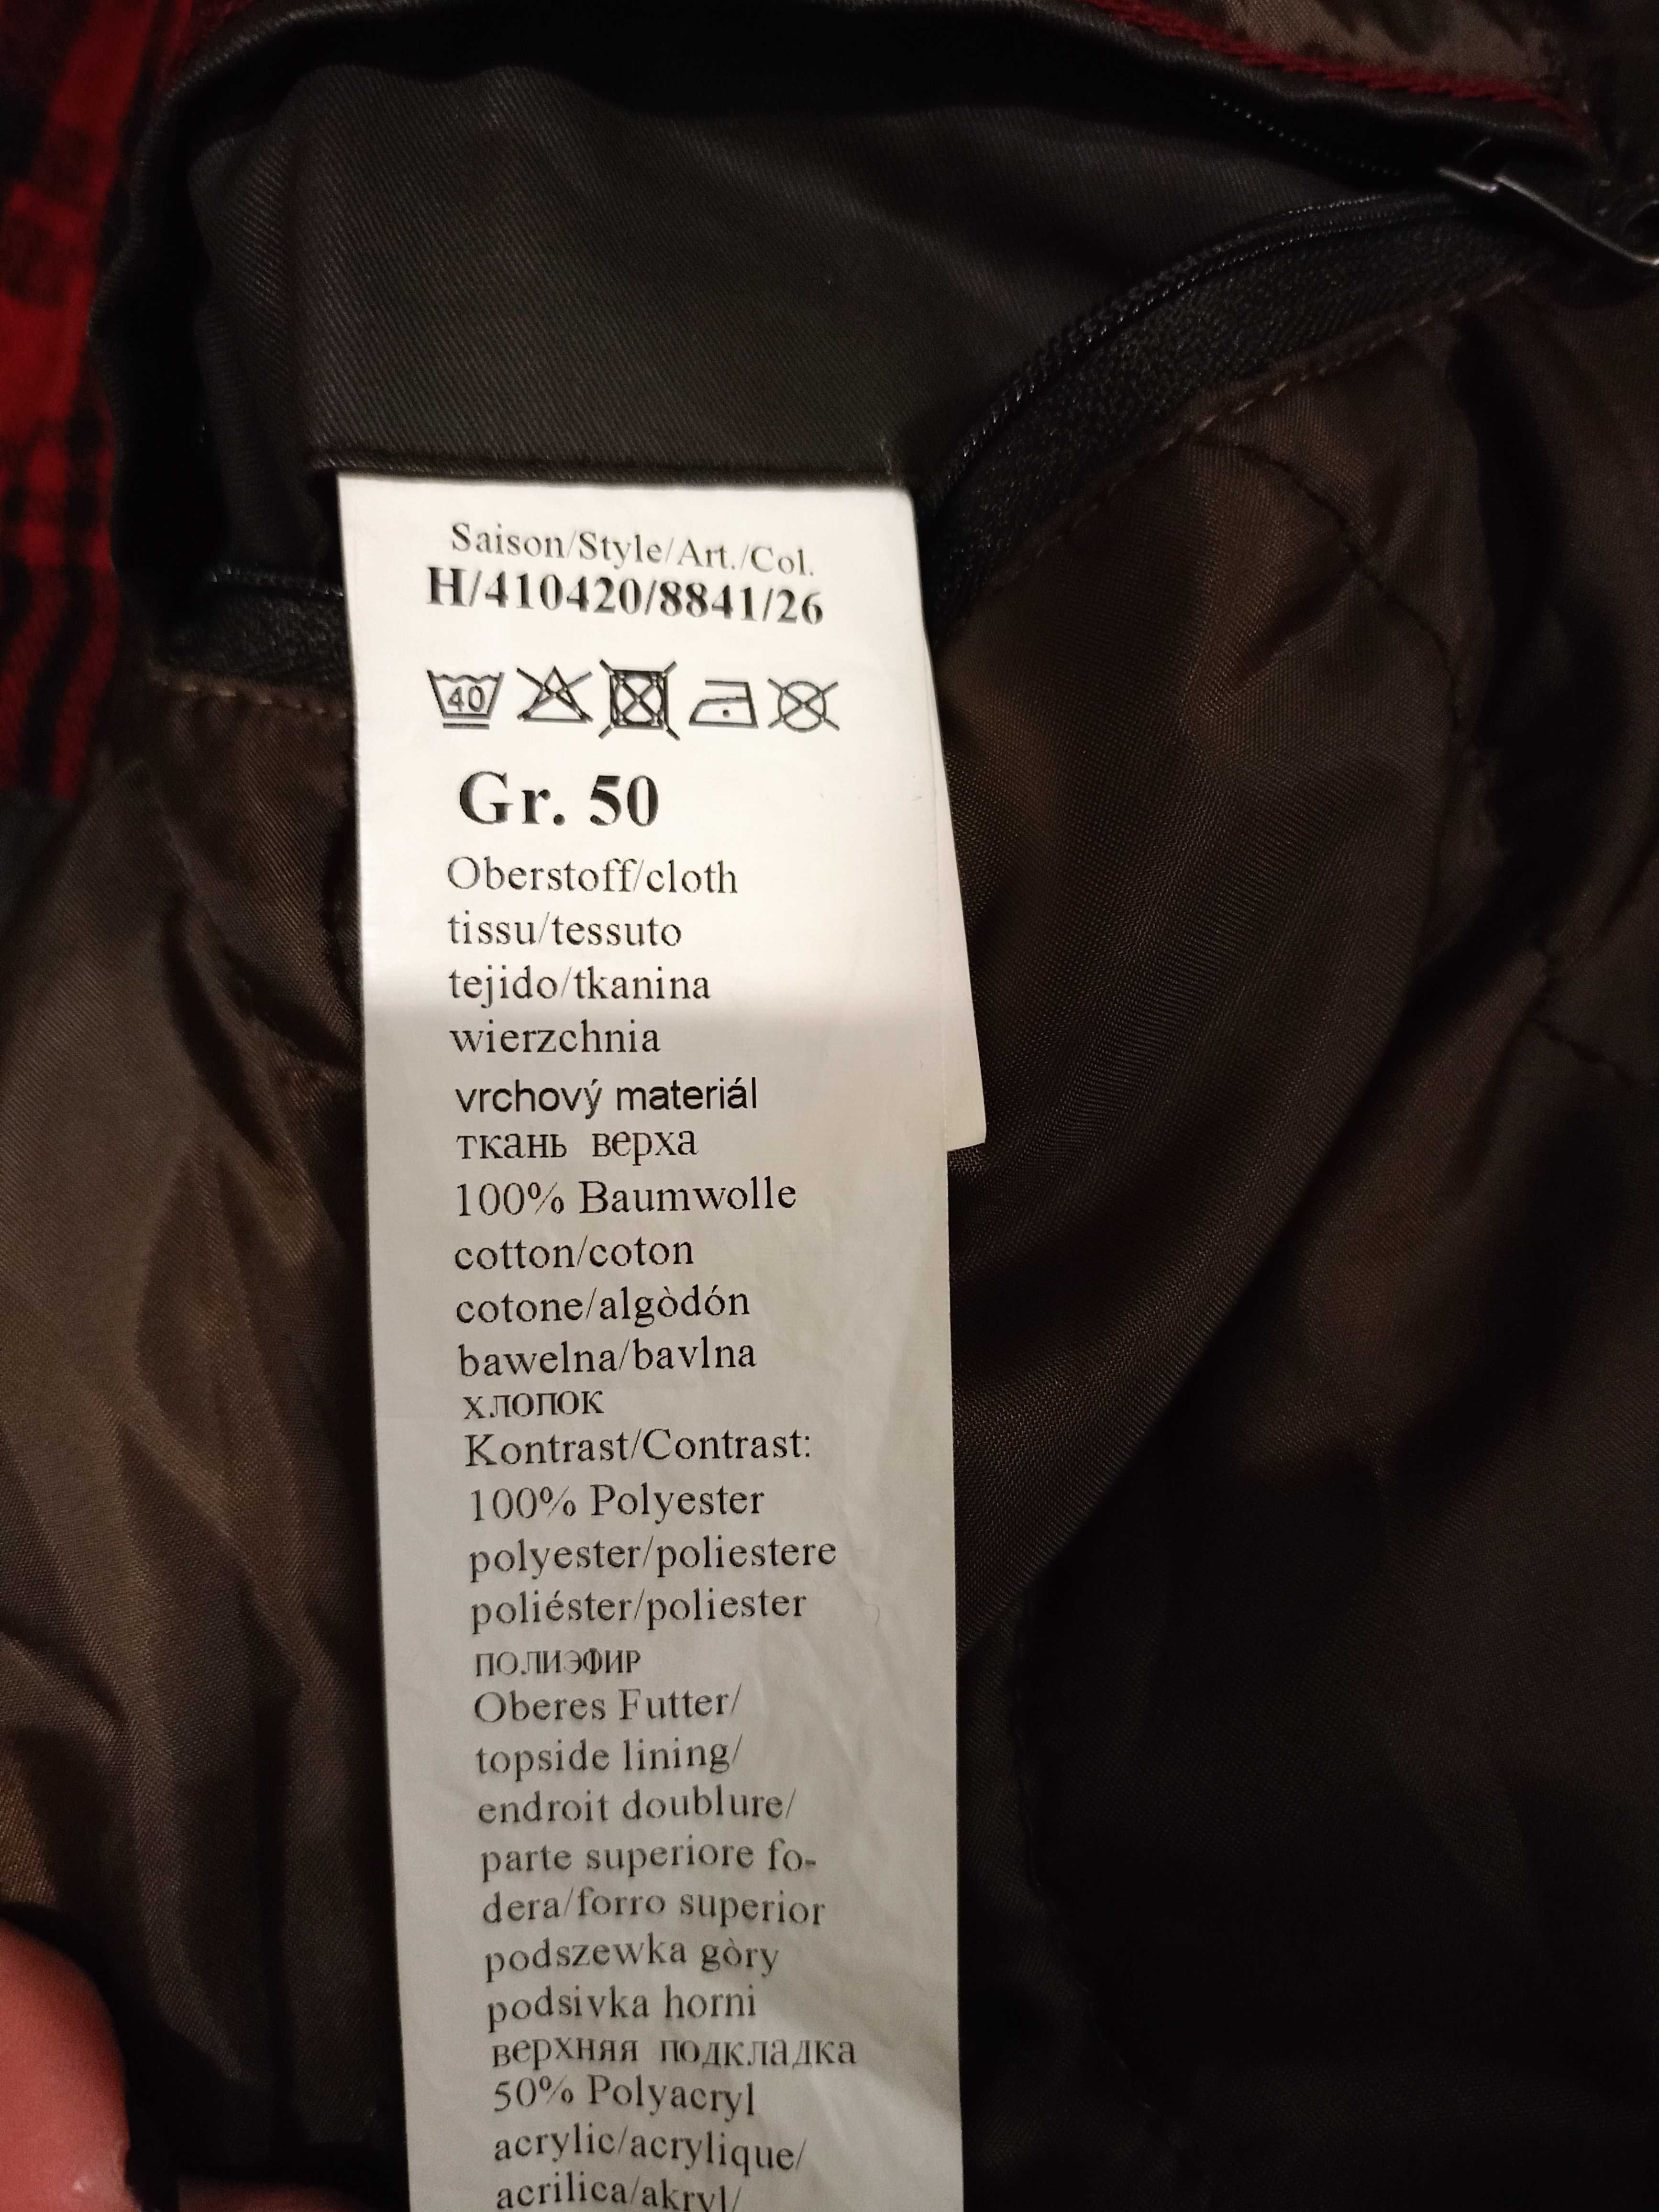 Saison/Style/Art./Col.
H/410420/8841/26
40
Gr. 50
Oberstoff/cloth
tissu/tessuto
tejido/tkanina
wierzchnia
vrchový materiál
ткань верха
100% Baumwolle
cotton/coton
cotone/algòdón
bawelna/bavlna
хлопок
Kontrast/Contrast:
100% Polyester
polyester/poliestere
poliéster/poliester
ПОЛИЭФИР
Oberes Futter/
topside lining/
endroit doublure/
parte superiore fo-
dera/forro superior
podszewka gòry
podsivka horni
верхняя подкладка
50% Polyacryl
acrylic/acrylique/
acrilica/akryl/